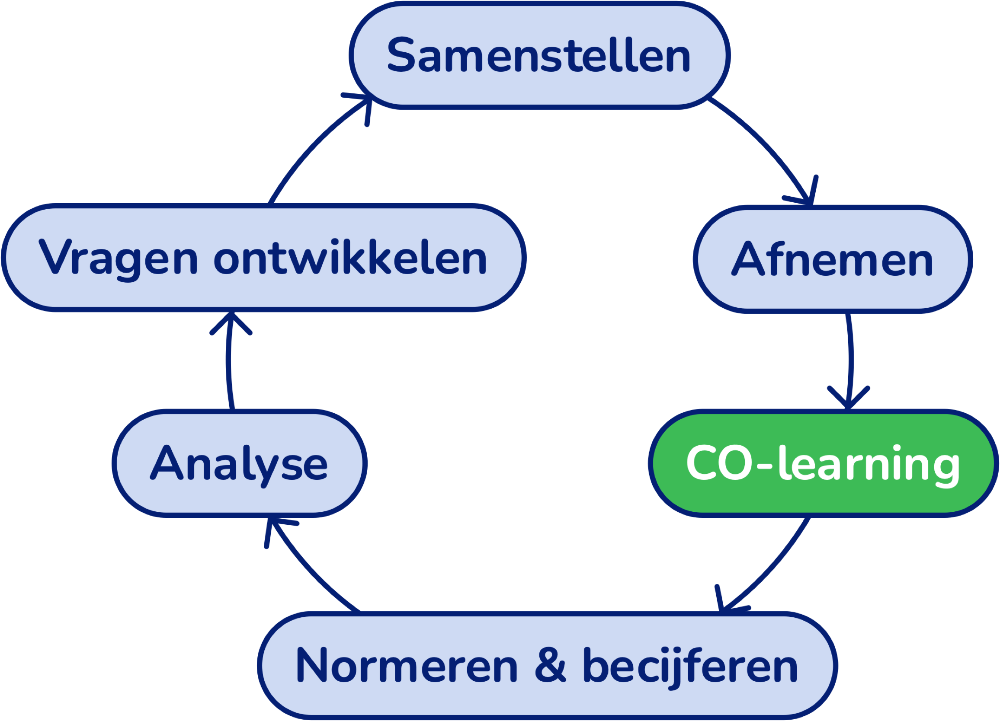 Samenstellen
Vragen ontwikkelen
Afnemen
Analyse
CO-learning
Normeren & becijferen